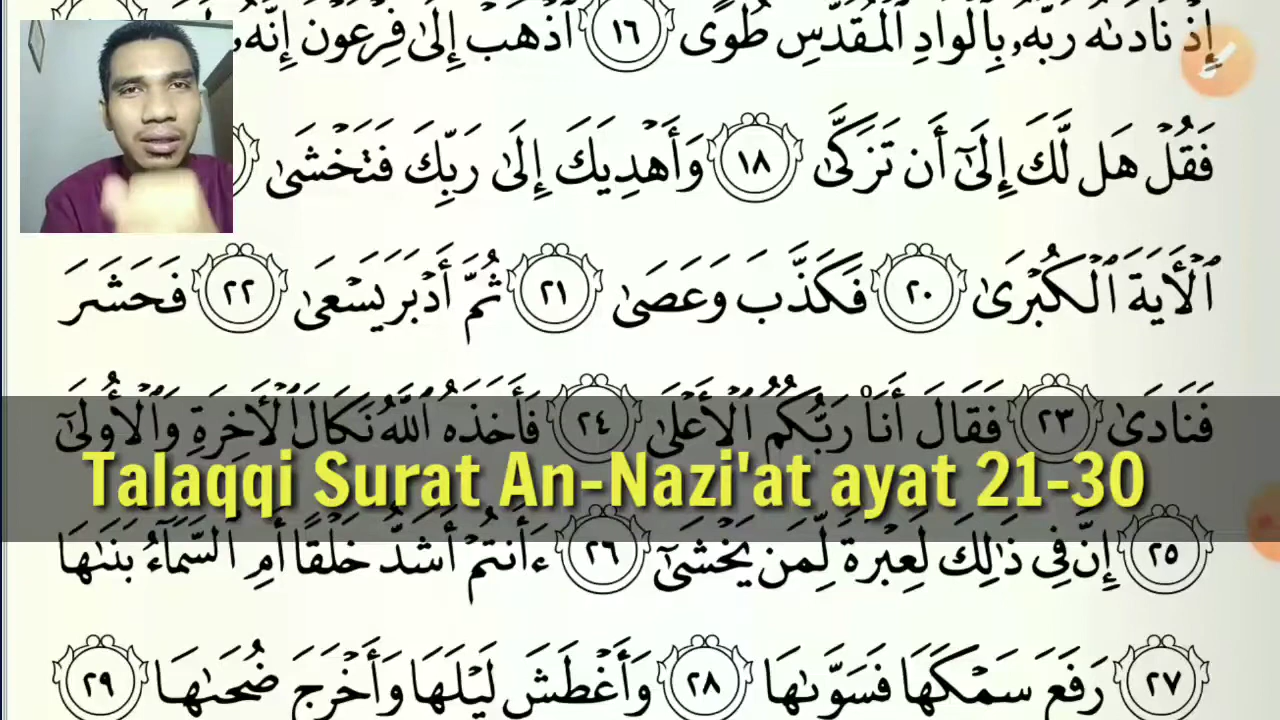 إِذْ نَادَىٰهُ رَبُّهُۥ بِٱلْوَادِ ٱلْمُقَدَّسِ طُوًى ١٦ ٱذْهَبْ إِلَىٰ فِرْعَوْنَ إِنَّهُۥ
فَقُلْ هَل لَّكَ إِلَىٰٓ أَن تَزَكَّىٰ ١٨ وَأَهْدِيَكَ إِلَىٰ رَبِّكَ فَتَخْشَىٰ
ٱلْأٓيَةَ ٱلْكُبْرَىٰ ٢٠ فَكَذَّبَ وَعَصَىٰ ٢١ ثُمَّ أَدْبَرَ يَسْعَىٰ ٢٢ فَحَشَرَ
فَنَادَىٰ ٢٣ فَقَالَ أَنَا۠ رَبُّكُمُ ٱلْأَعْلَىٰ ٢٤ فَأَخَذَهُ ٱللَّهُ نَكَالَ ٱلْأٓخِرَةِ وَٱلْأُولَىٰٓ
Talaqqi Surat An-Nazi'at ayat 21-30
٢٥ إِنَّ فِى ذَٰلِكَ لَعِبْرَةً لِّمَن يَخْشَىٰٓ ٢٦ ءَأَنتُمْ أَشَدُّ خَلْقًا أَمِ ٱلسَّمَآءُ بَنَىٰهَا
٢٧ رَفَعَ سَمْكَهَا فَسَوَّىٰهَا ٢٨ وَأَغْطَشَ لَيْلَهَا وَأَخْرَجَ ضُحَىٰهَا ٢٩